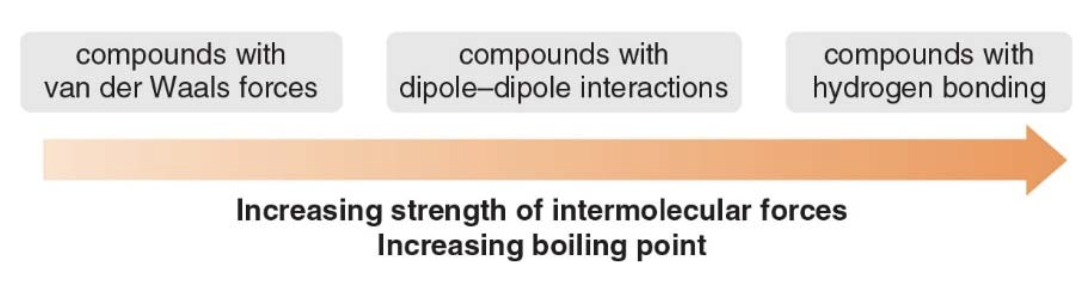 compounds with
van der Waals forces
compounds with
dipole–dipole interactions
compounds with
hydrogen bonding
Increasing strength of intermolecular forces
Increasing boiling point